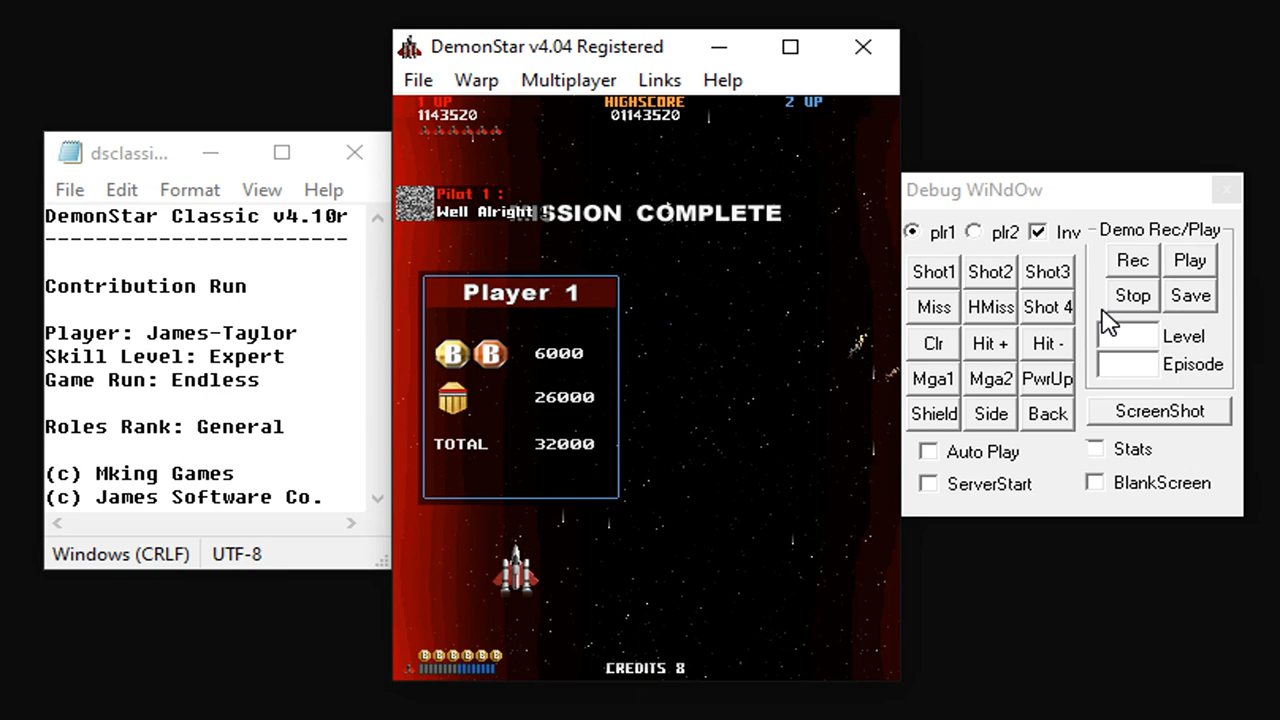 dsclassi...
File Edit Format View Help
DemonStar Classic v4.10r
------------------------
Contribution Run
Player: James-Taylor
Skill Level: Expert
Game Run: Endless
Roles Rank: General
(c) Mking Games
(c) James Software Co.
Windows (CRLF) UTF-8
DemonStar v4.04 Registered
File Warp Multiplayer Links Help
1 UP HIGHSCORE 2 UP
1143520 01143520
Pilot 1 :
Well Alright
SSION COMPLETE
Player 1
B B 6000
26000
TOTAL 32000
B B B B B B
CREDITS 8
Debug WiNdOw
plr1 plr2 Inv
Shot1 Shot2 Shot3
Miss HMiss Shot 4
Clr Hit + Hit -
Mga1 Mga2 PwrUp
Shield Side Back
Auto Play
ServerStart
Demo Rec/Play
Rec Play
Stop Save
Level
Episode
ScreenShot
Stats
BlankScreen